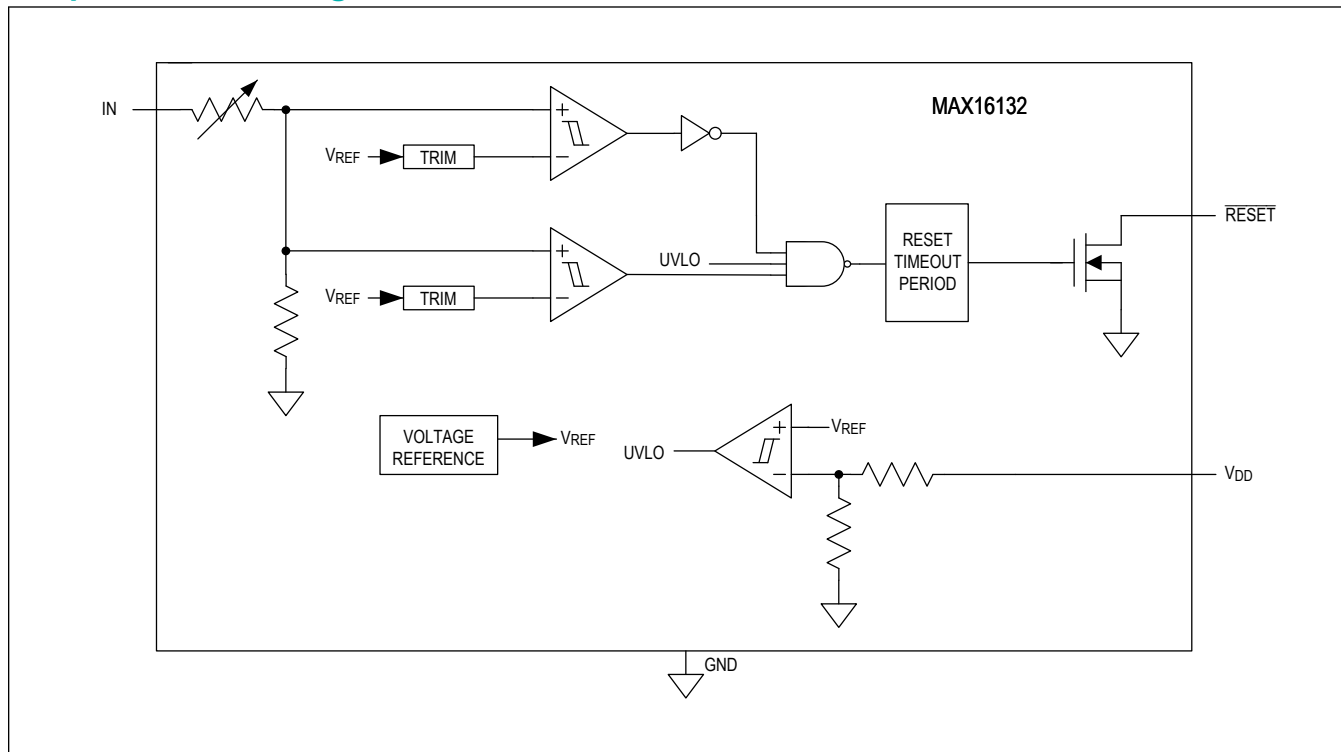 MAX16132
IN
VREF
TRIM
+
−
RESET
UVLO
+
−
VREF
TRIM
RESET
TIMEOUT
PERIOD
VOLTAGE
REFERENCE
VREF
UVLO
+
−
VREF
VDD
GND